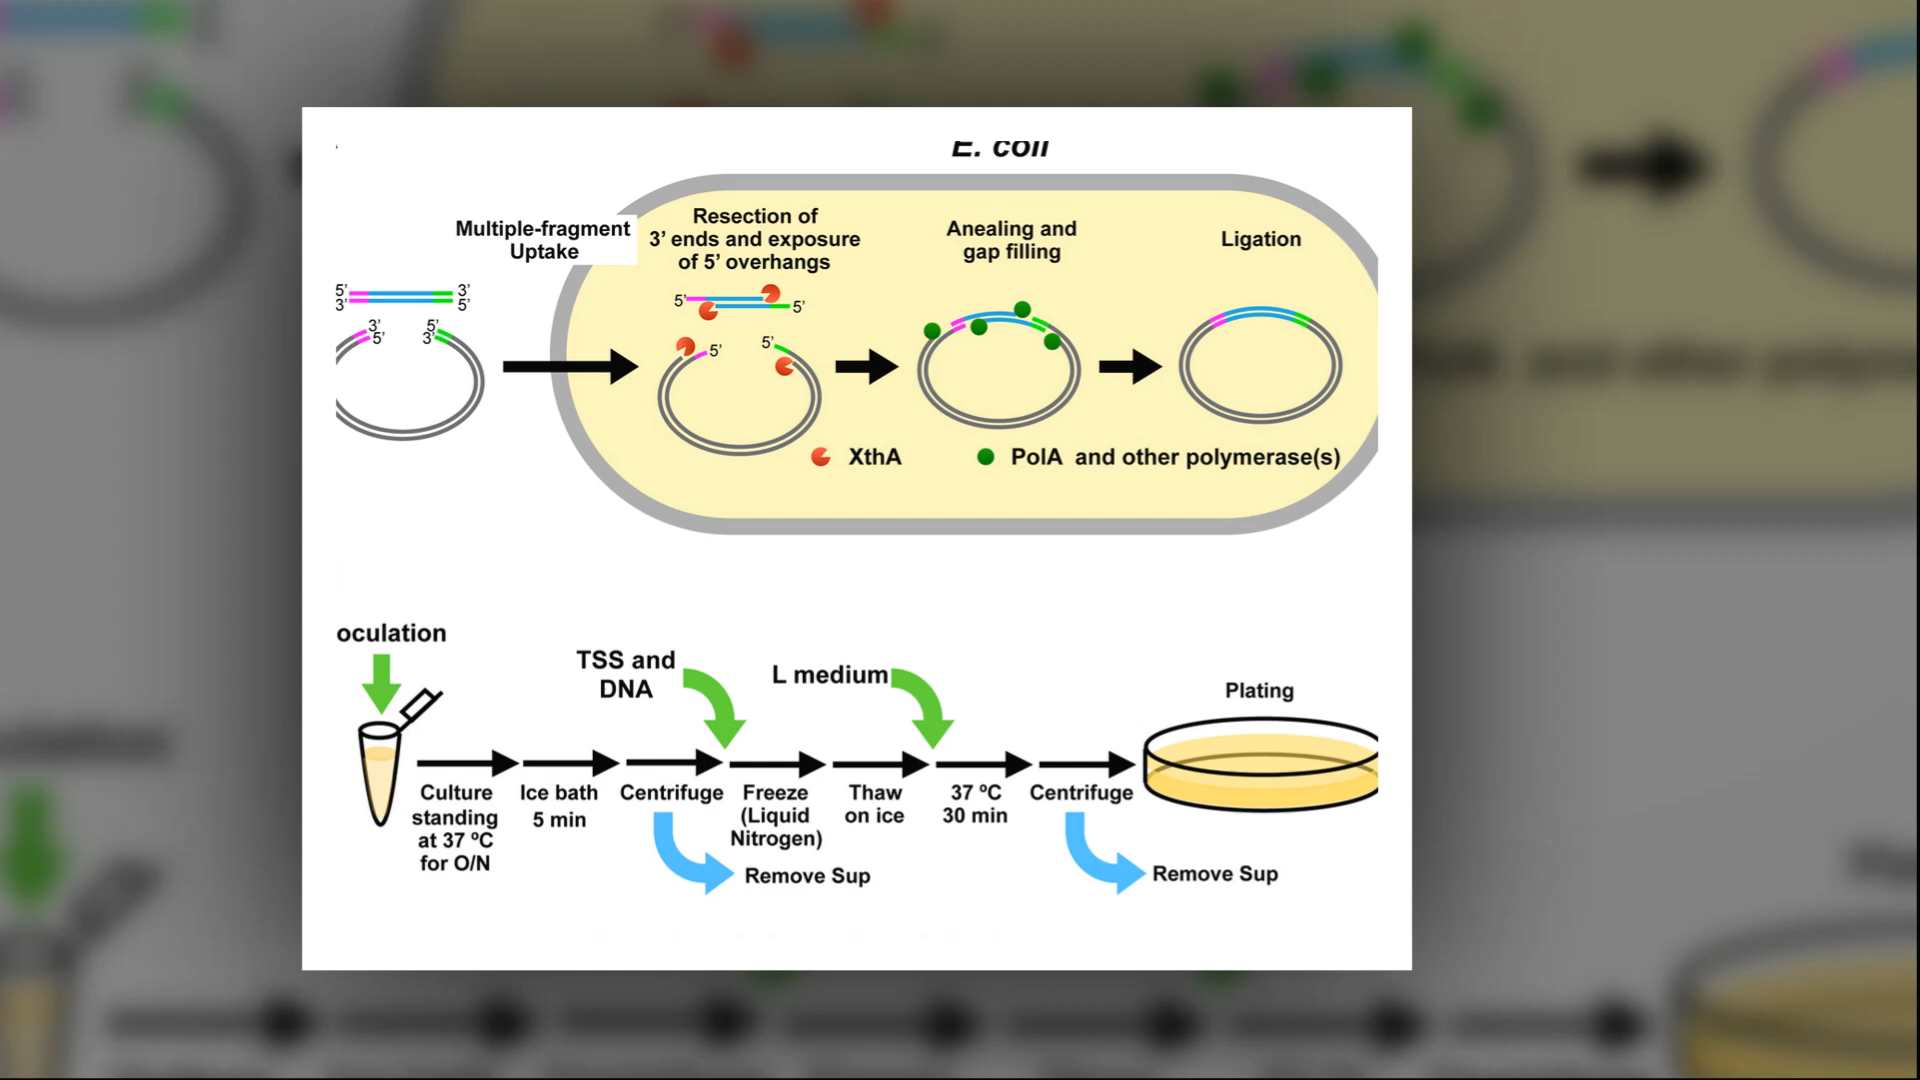 E. coli
Multiple-fragment
Uptake
Resection of
3’ ends and exposure
of 5’ overhangs
Anealing and
gap filling
Ligation
5’
3’
3’
5’
3’
5’
5’
3’
5’
5’
5’
5’
XthA
PolA and other polymerase(s)
oculation
TSS and
DNA
L medium
Plating
Culture
standing
at 37 ºC
for O/N
Ice bath
5 min
Centrifuge
Freeze
(Liquid
Nitrogen)
Thaw
on ice
37 ºC
30 min
Centrifuge
Remove Sup
Remove Sup